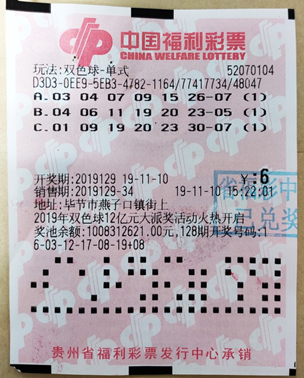 中国福利彩票
CHINA WELFARE LOTTERY
玩法:双色球-单式 52070104
D3D3-0EE9-5EB3-4782-1164/77417734/48047
A.03 04 07 09 15 26-07 (1)
B.04 06 11 19 20 23-05 (1)
C.01 09 19 20 23 30-07 (1)
开奖期:2019129 19-11-10 ¥:6
销售期:2019129-34 19-11-10 15:22:01
地址:毕节市燕子口镇街上
2019年双色球12亿元大派奖活动火热开启
奖池余额:1008312621.00元,128期开奖号码:1
6-03-12-17-08-19+08
已兑奖
贵州省福利彩票发行中心承销